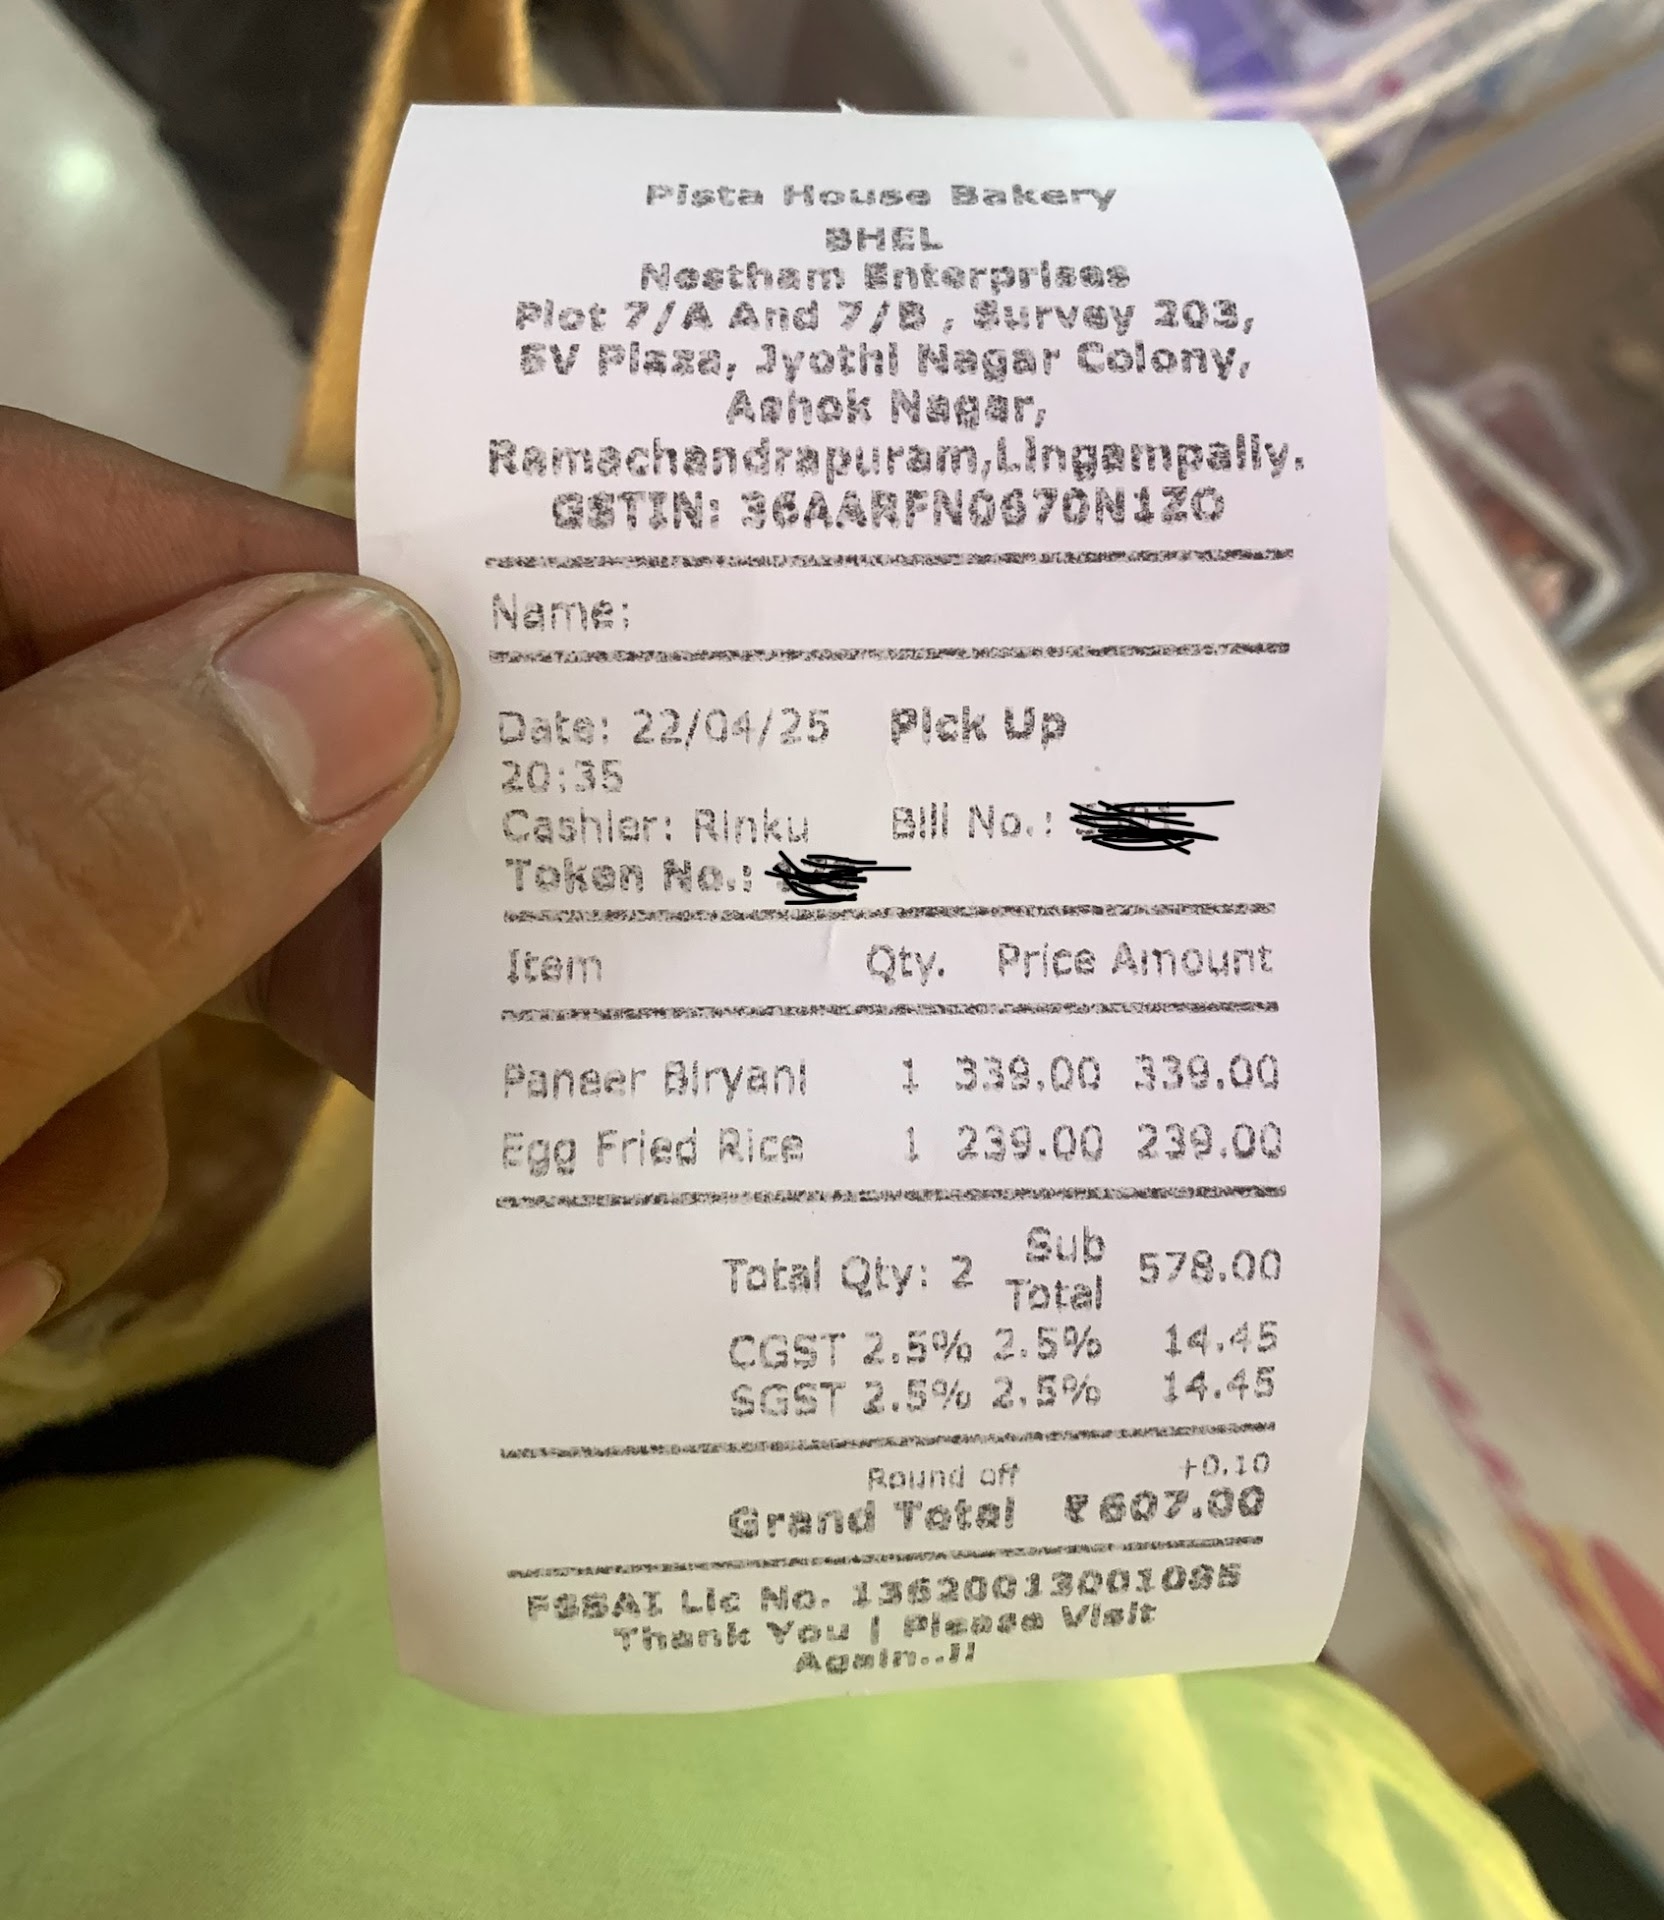 Pista House Bakery
BHEL
Nestham Enterprises
Plot 7/A And 7/B , Survey 203,
SV Plaza, Jyothi Nagar Colony,
Ashok Nagar,
Ramachandrapuram,Lingampally.
GSTIN: 36AARFN0670N1ZO
Name:
Date: 22/04/25 Pick Up
20:35
Cashier: Rinku Bill No.:
Token No.:
Item Qty. Price Amount
Paneer Biryani 1 339.00 339.00
Egg Fried Rice 1 239.00 239.00
Total Qty: 2 Sub Total 578.00
CGST 2.5% 2.5% 14.45
SGST 2.5% 2.5% 14.45
Round off +0.10
Grand Total ₹607.00
FSSAI Lic No. 13620013001085
Thank You | Please Visit
Again..!!